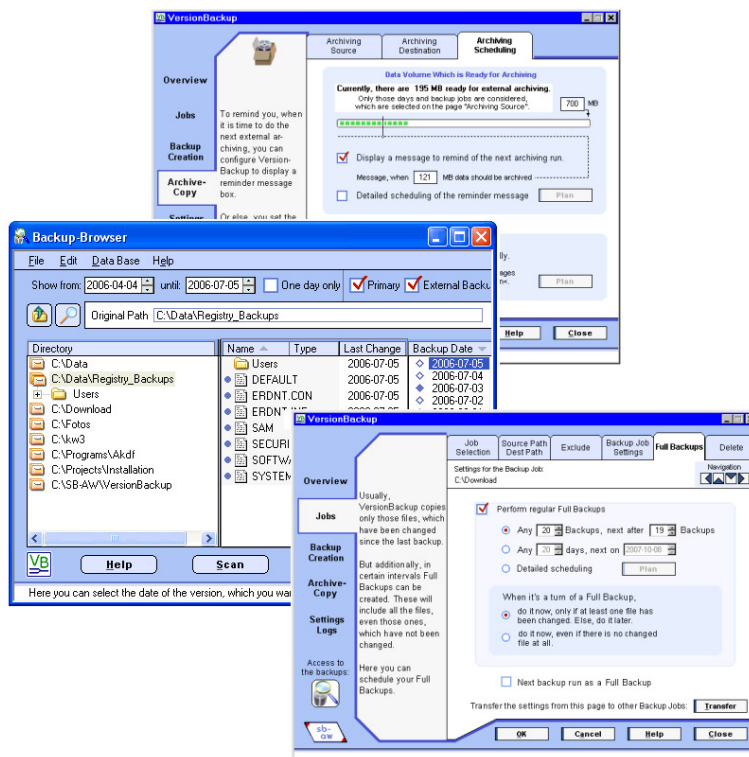 VersionBackup
Archiving Source
Archiving Destination
Archiving Scheduling
Overview
Jobs
Backup Creation
Archive-Copy
Settings
To remind you, when
it is time to do the
next external ar-
chiving, you can
configure Version-
Backup to display a
reminder message
box.
Or else, you set the
Data Volume Which is Ready for Archiving
Currently, there are 195 MB ready for external archiving.
Only those days and backup jobs are considered,
which are selected on the page "Archiving Source".
700 MB
Display a message to remind of the next archiving run.
Message, when 121 MB data should be archived
Detailed scheduling of the reminder message Plan
lly.
ages
Plan
Help Close
Backup-Browser
File Edit Data Base Help
Show from: 2006-04-04 until: 2006-07-05 One day only Primary External Backu
Original Path C:\Data\Registry_Backups
Directory
C:\Data
C:\Data\Registry_Backups
Users
C:\Download
C:\Fotos
C:\kw3
C:\Programs\Akdf
C:\Projects\Installation
C:\SB-AW\VersionBackup
Name Type Last Change Backup Date
Users 2006-07-05 2006-07-05
DEFAULT 2006-07-05 2006-07-04
ERDNT.CON 2006-07-05 2006-07-03
ERDNT.INF 2006-07-05 2006-07-02
SAM
SECURI
SOFTWA
SYSTEM
VB Help Scan
Here you can select the date of the version, which you wan
VersionBackup
Job Selection
Source Path Dest Path
Exclude
Backup Job Settings
Full Backups
Delete
Settings for the Backup Job:
C:\Download
Navigation
Overview
Jobs
Backup Creation
Archive-Copy
Settings Logs
Access to the backups:
sb-aw
Usually,
VersionBackup copies
only those files, which
have been changed
since the last backup.
But additionally, in
certain intervals Full
Backups can be
created. These will
include all the files,
even those ones,
which have not been
changed.
Here you can
schedule your Full
Backups.
Perform regular Full Backups
Any 20 Backups, next after 19 Backups
Any 20 days, next on 2007-10-08
Detailed scheduling Plan
When it's a turn of a Full Backup,
do it now, only if at least one file has
been changed. Else, do it later.
do it now, even if there is no changed
file at all.
Next backup run as a Full Backup
Transfer the settings from this page to other Backup Jobs: Transfer
OK Cancel Help Close